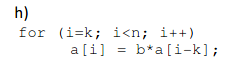 h)
for (i=k; i<n; i++)
a[i] = b*a[i-k];